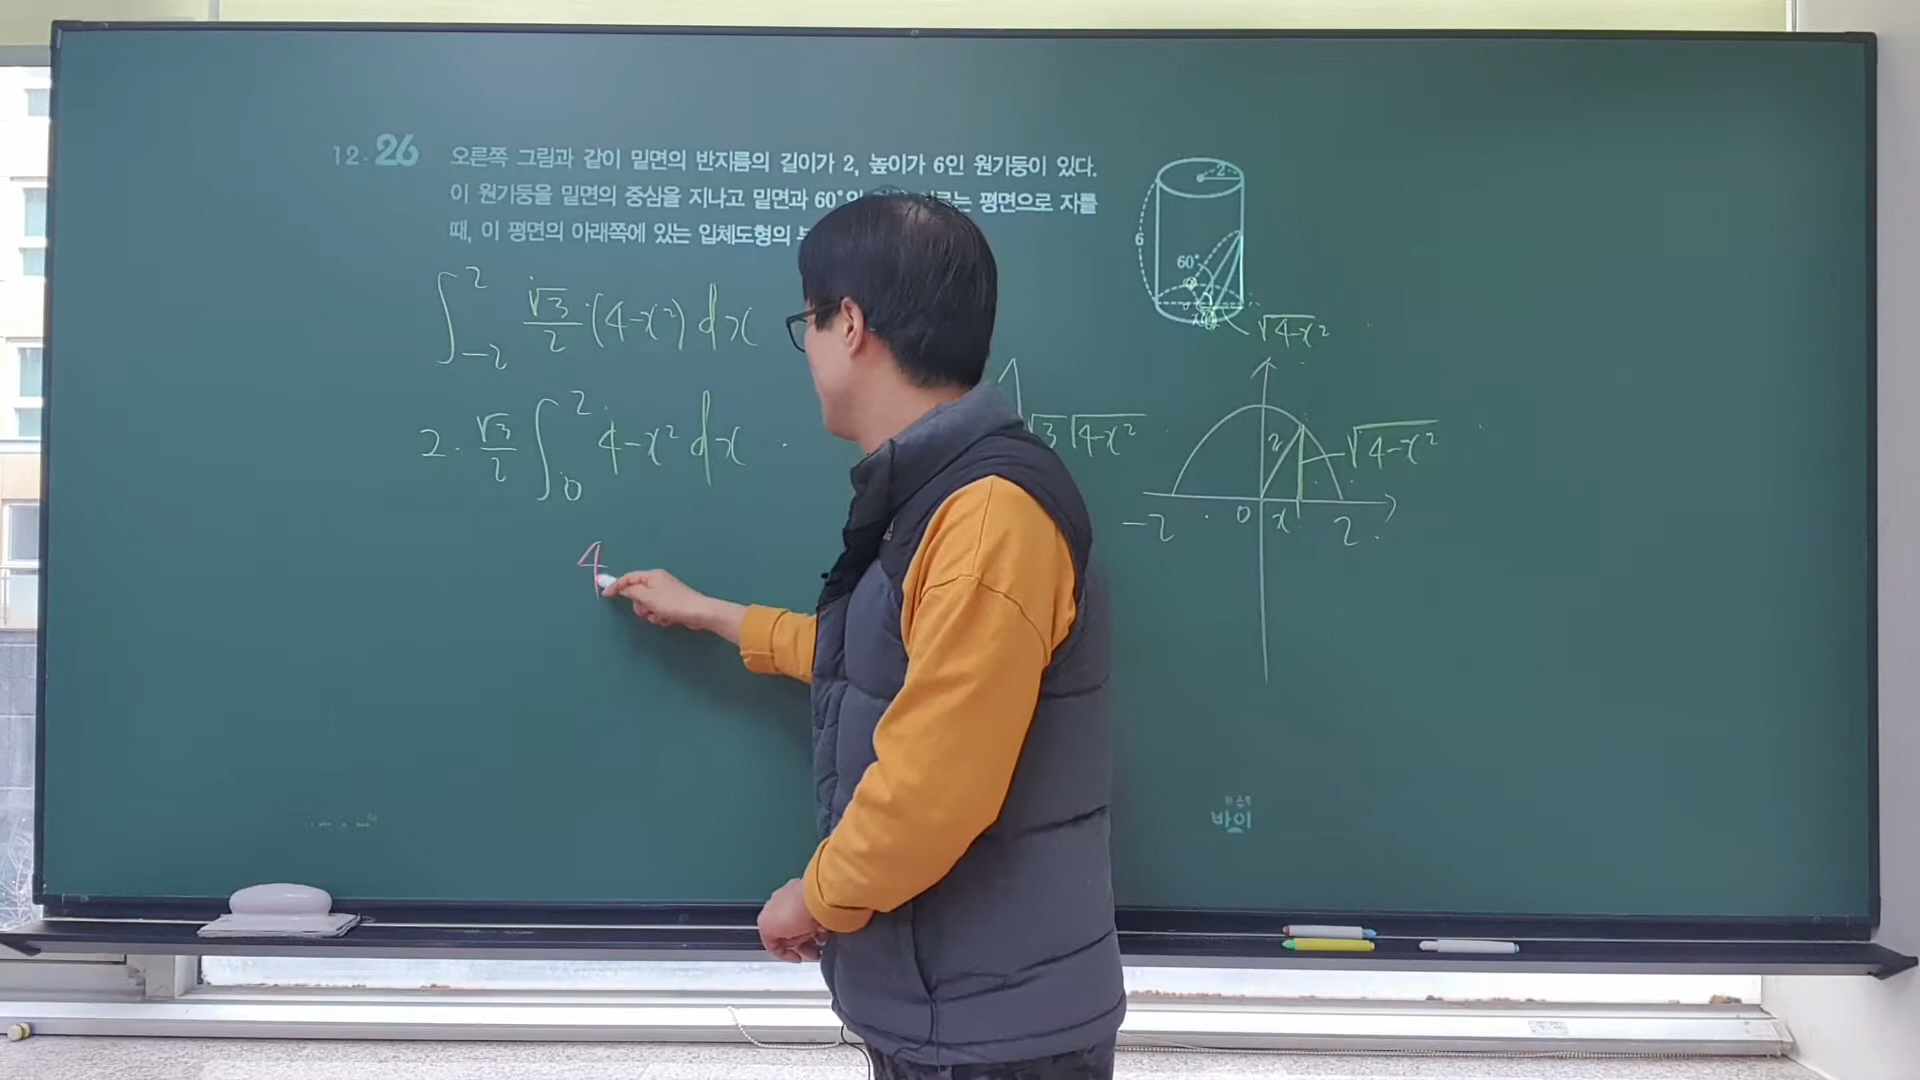 12-26 오른쪽 그림과 같이 밑면의 반지름의 길이가 2, 높이가 6인 원기둥이 있다.
이 원기둥을 밑면의 중심을 지나고 밑면과 60°의 평면으로 자를
때, 이 평면의 아래쪽에 있는 입체도형의
2
6
60°
√4-x²
∫₋₂² √3/2·(4-x²)dx
2·√3/2 ∫₀² 4-x² dx
4
√3 √4-x²
2
√4-x²
-2 0 x 2
바이